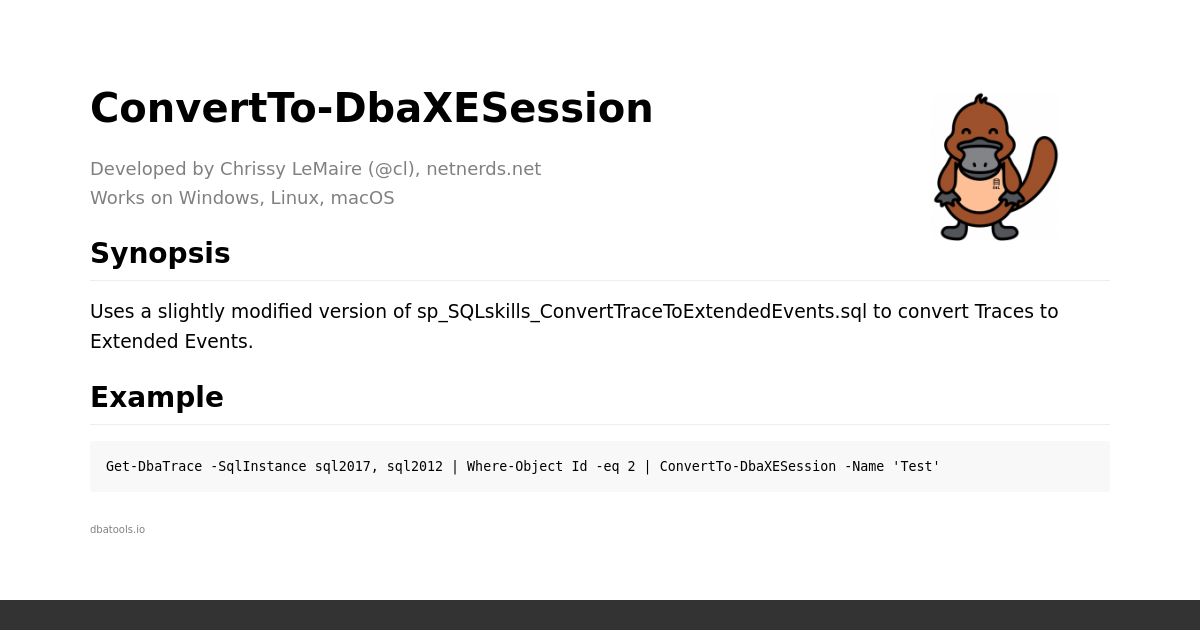 ConvertTo-DbaXESession
Developed by Chrissy LeMaire (@cl), netnerds.net
Works on Windows, Linux, macOS
Synopsis
Uses a slightly modified version of sp_SQLskills_ConvertTraceToExtendedEvents.sql to convert Traces to
Extended Events.
Example
Get-DbaTrace -SqlInstance sql2017, sql2012 | Where-Object Id -eq 2 | ConvertTo-DbaXESession -Name 'Test'
dbatools.io